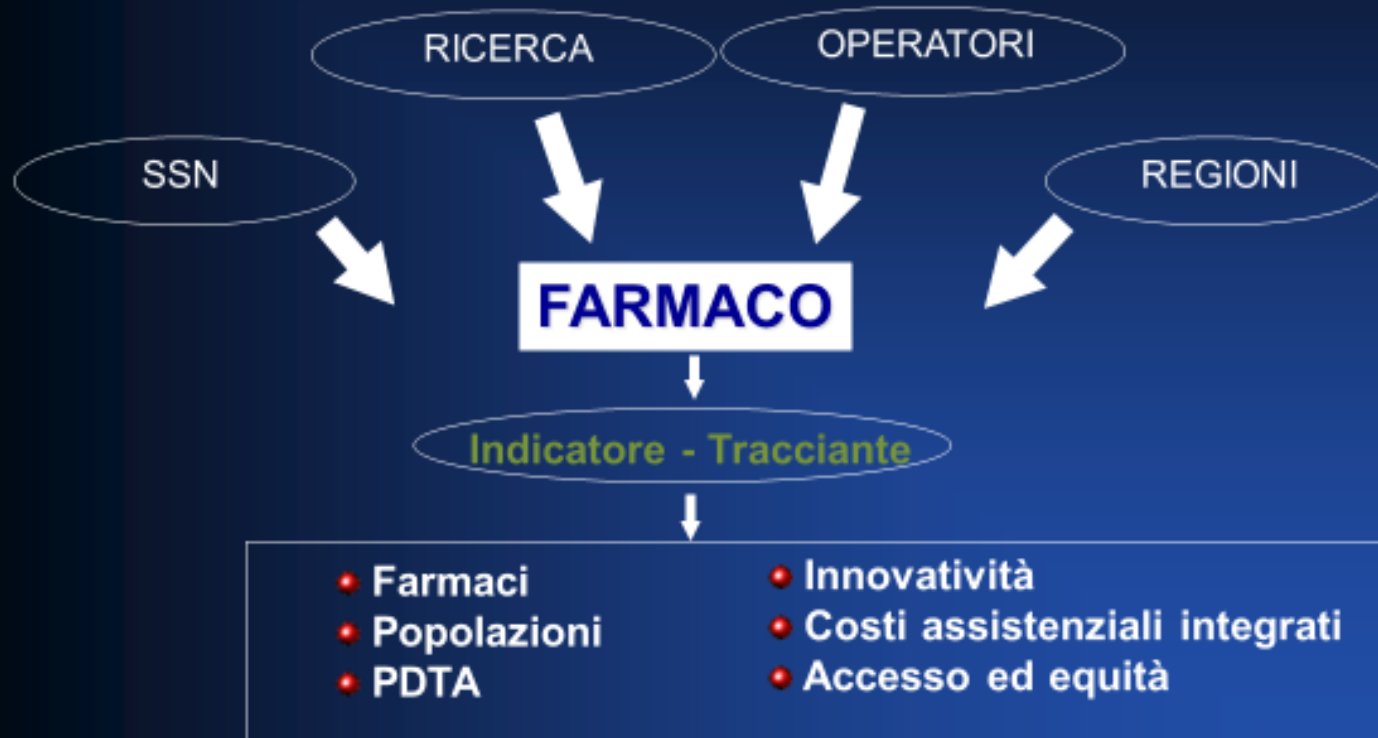 RICERCA
OPERATORI
SSN
REGIONI
FARMACO
Indicatore - Tracciante
Farmaci
Popolazioni
PDTA
Innovatività
Costi assistenziali integrati
Accesso ed equità